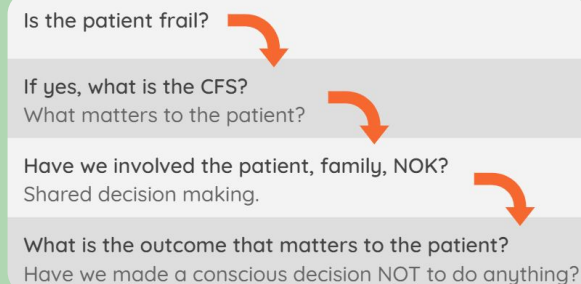 Is the patient frail?
If yes, what is the CFS?
What matters to the patient?
Have we involved the patient, family, NOK?
Shared decision making.
What is the outcome that matters to the patient?
Have we made a conscious decision NOT to do anything?